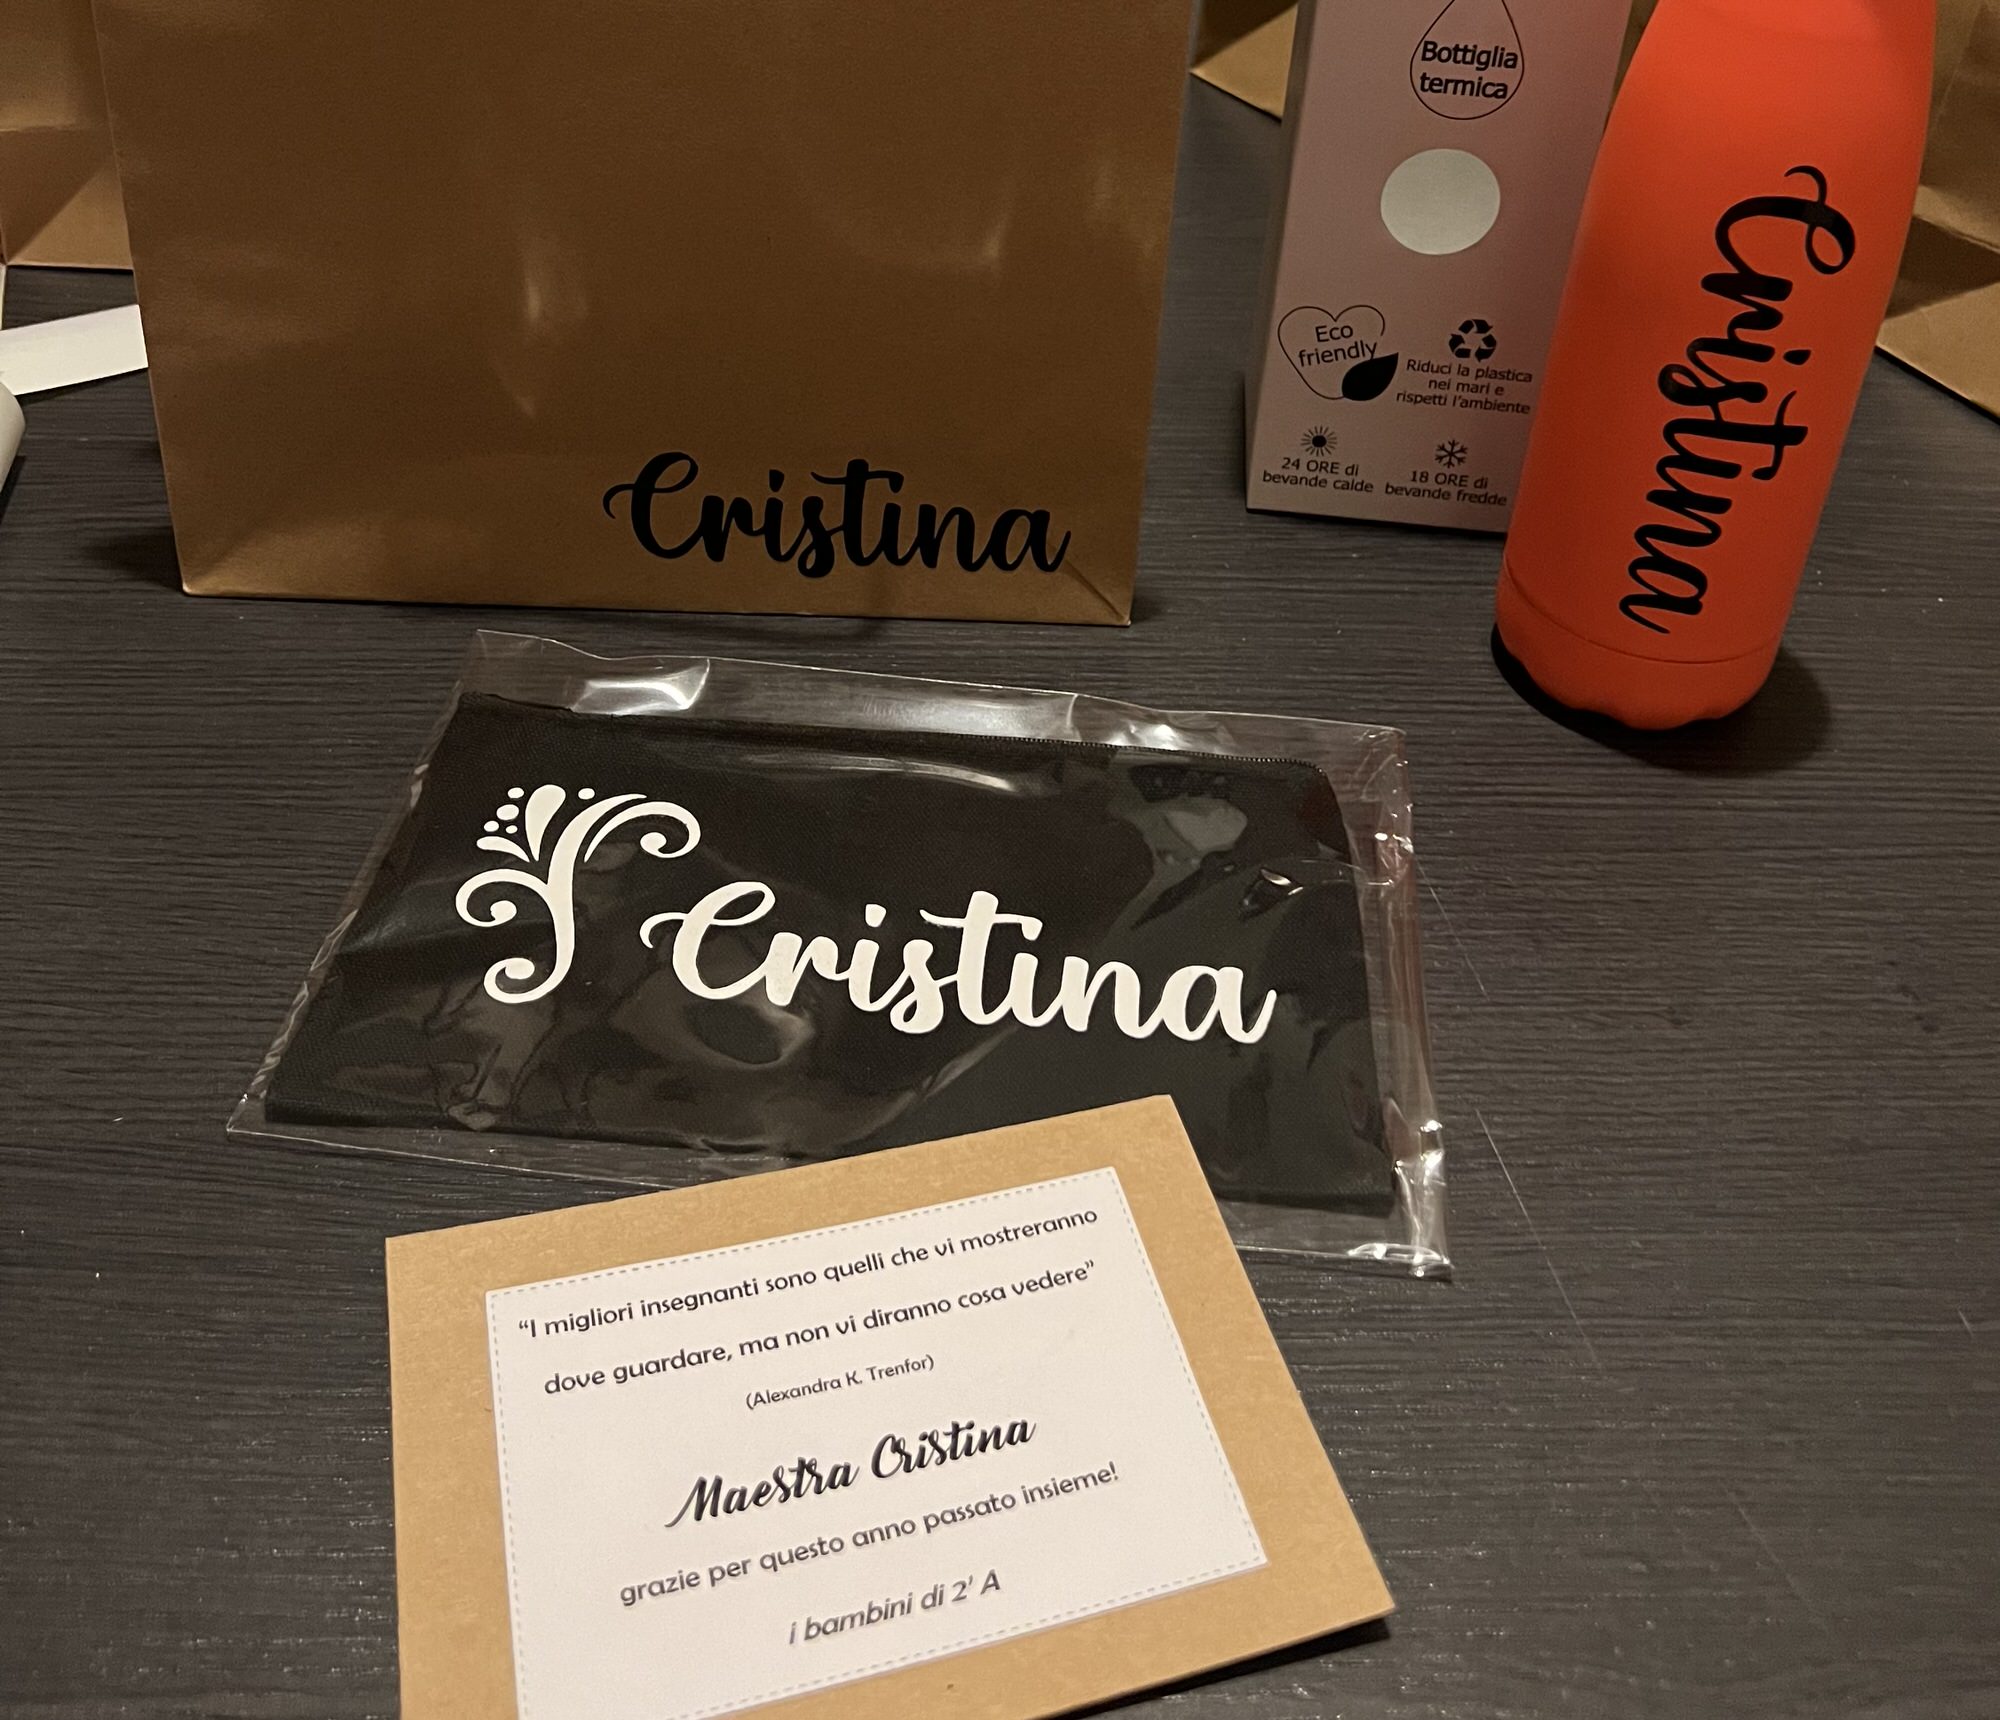 Bottiglia
termica
Eco
friendly
Riduci la plastica
nei mari e
rispetti l'ambiente
24 ORE di
bevande calde
18 ORE di
bevande fredde
Cristina
Cristina
Cristina
“I migliori insegnanti sono quelli che vi mostreranno
dove guardare, ma non vi diranno cosa vedere”
(Alexandra K. Trenfor)
Maestra Cristina
grazie per questo anno passato insieme!
i bambini di 2' A